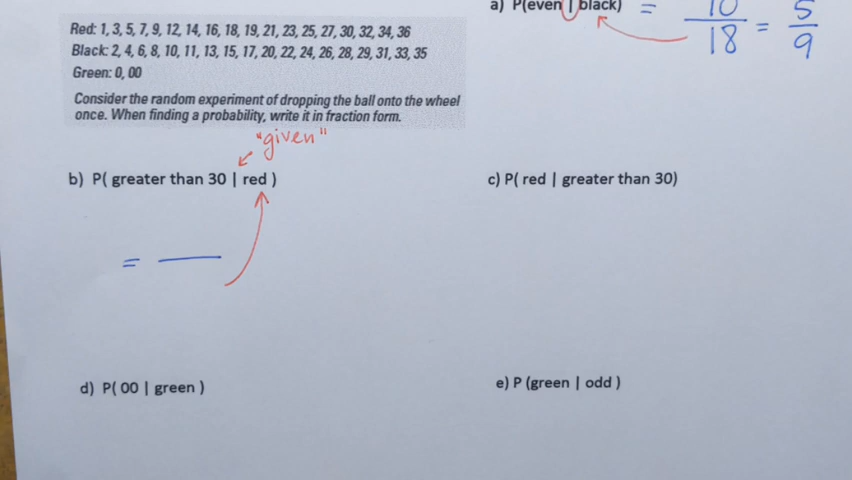 a) P(even | black) = 10/18 = 5/9
Red: 1, 3, 5, 7, 9, 12, 14, 16, 18, 19, 21, 23, 25, 27, 30, 32, 34, 36
Black: 2, 4, 6, 8, 10, 11, 13, 15, 17, 20, 22, 24, 26, 28, 29, 31, 33, 35
Green: 0, 00
Consider the random experiment of dropping the ball onto the wheel
once. When finding a probability, write it in fraction form.
"given"
b) P( greater than 30 | red )
c) P( red | greater than 30)
=
d) P( 00 | green )
e) P (green | odd )